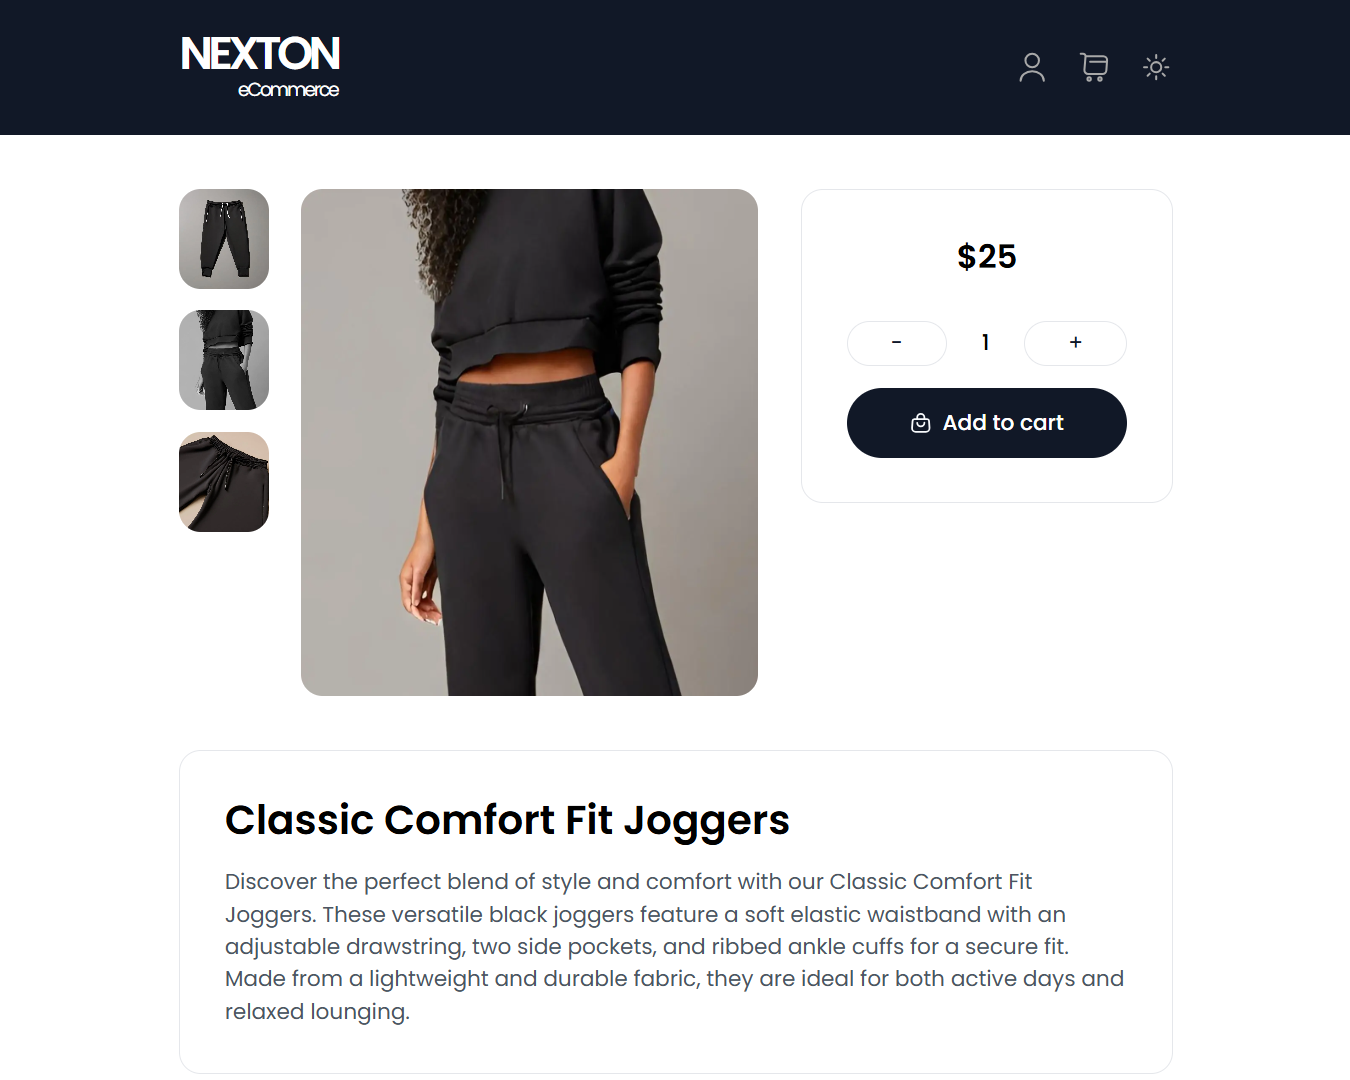 NEXTON
eCommerce
$25
- 1 +
Add to cart
Classic Comfort Fit Joggers
Discover the perfect blend of style and comfort with our Classic Comfort Fit
Joggers. These versatile black joggers feature a soft elastic waistband with an
adjustable drawstring, two side pockets, and ribbed ankle cuffs for a secure fit.
Made from a lightweight and durable fabric, they are ideal for both active days and
relaxed lounging.